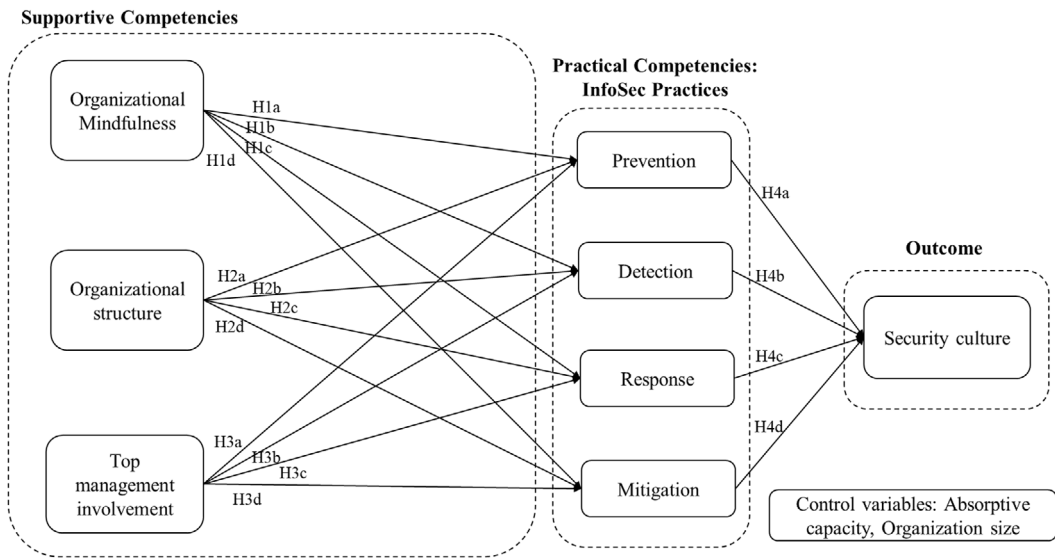 Supportive Competencies
Organizational
Mindfulness
H1a
H1b
H1c
H1d
Organizational
structure
H2a
H2b
H2c
H2d
Top
management
involvement
H3a
H3b
H3c
H3d
Practical Competencies:
InfoSec Practices
Prevention
Detection
Response
Mitigation
H4a
H4b
H4c
H4d
Outcome
Security culture
Control variables: Absorptive
capacity, Organization size